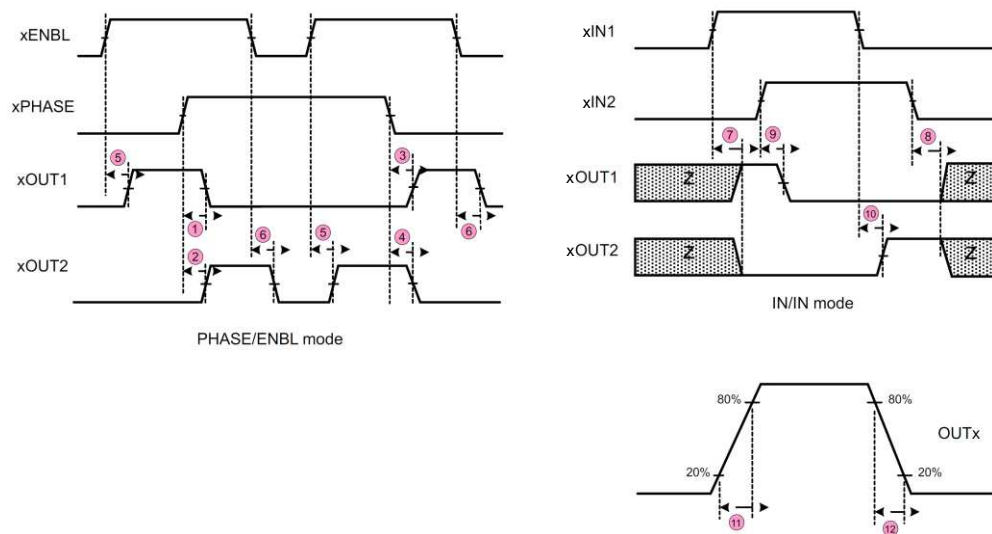 xENBL
xPHASE
5
3
xOUT1
1
6
6
5
4
2
xOUT2
PHASE/ENBL mode
xIN1
xIN2
7
9
8
xOUT1
Z
Z
10
xOUT2
Z
Z
IN/IN mode
80%
80%
OUTx
20%
20%
11
12